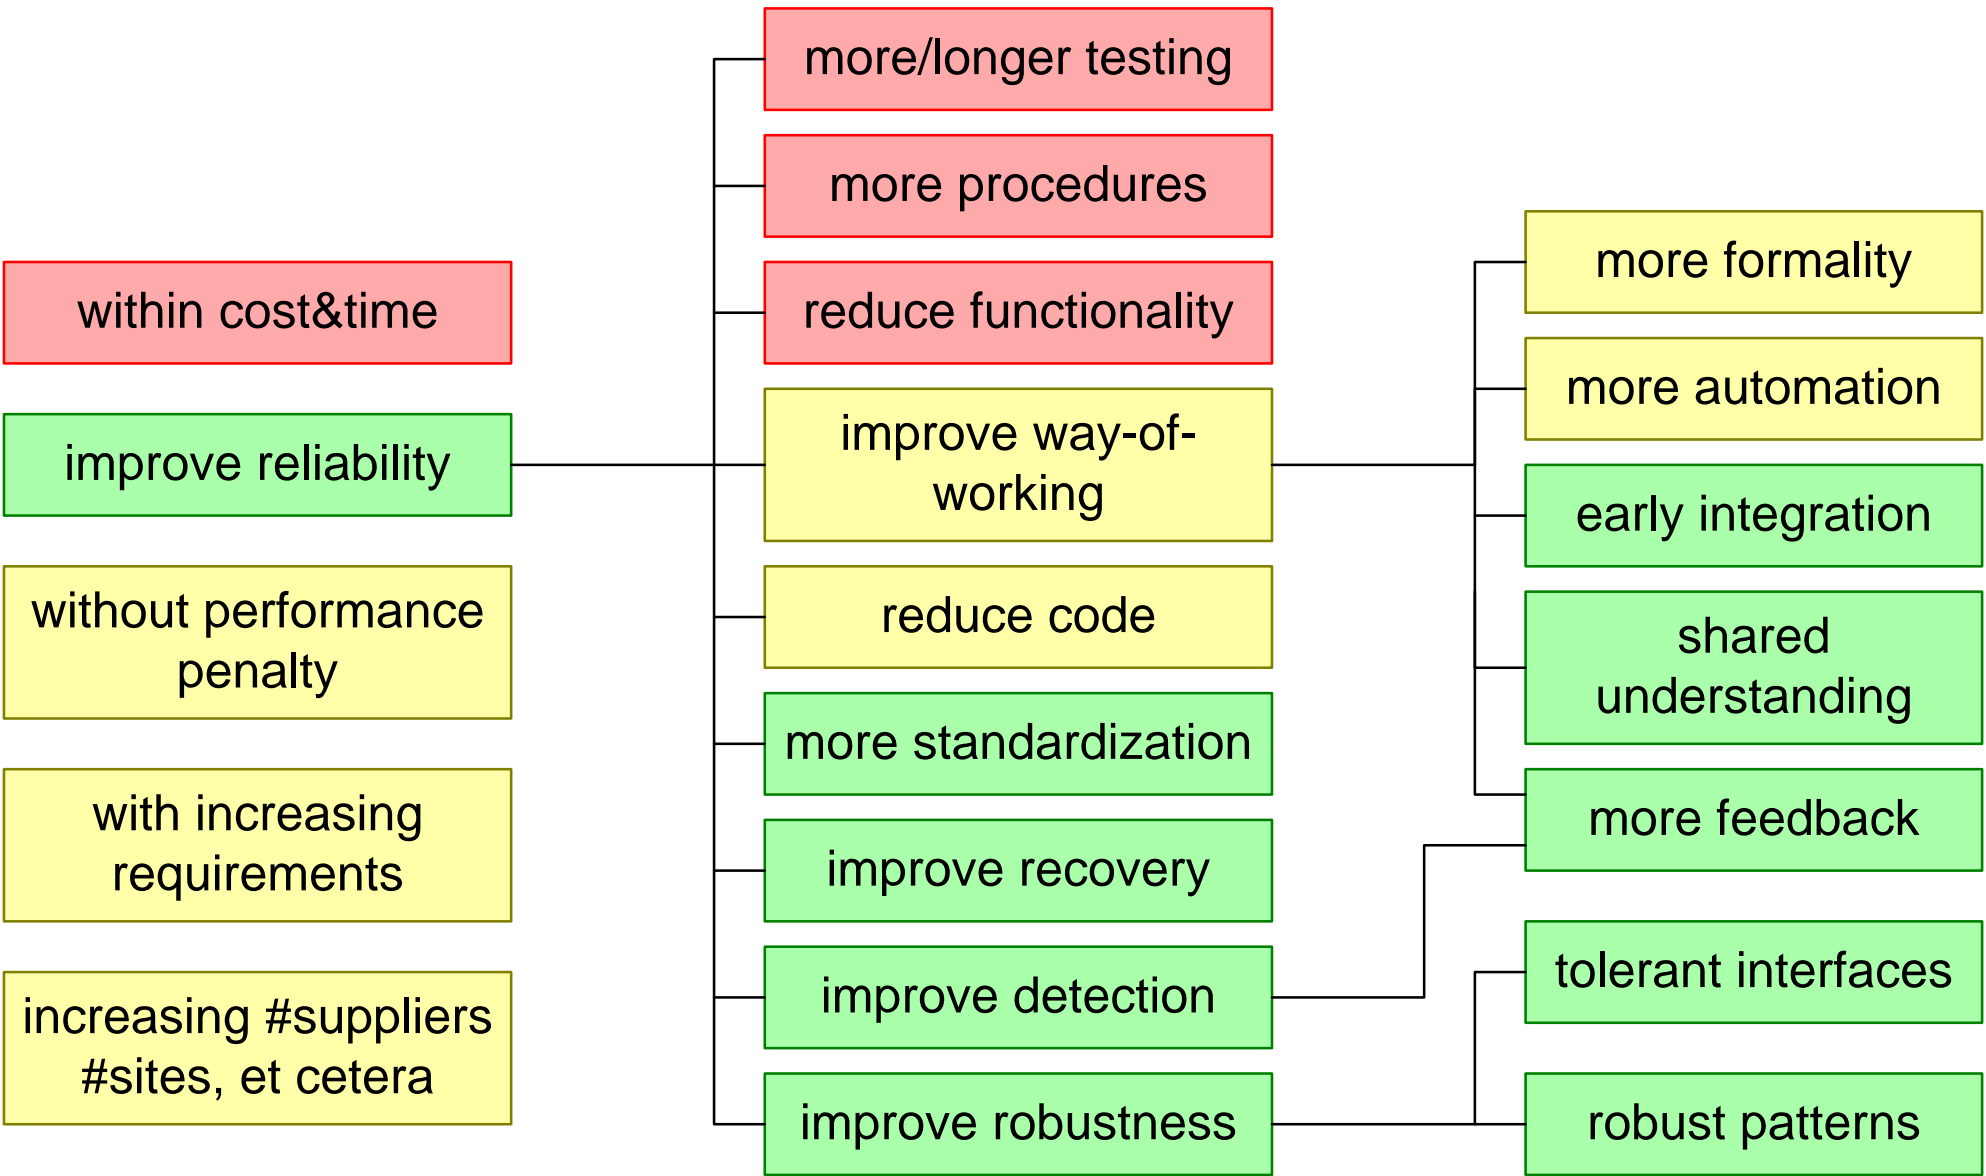 within cost&time
improve reliability
without performance
penalty
with increasing
requirements
increasing #suppliers
#sites, et cetera
more/longer testing
more procedures
reduce functionality
improve way-of-
working
reduce code
more standardization
improve recovery
improve detection
improve robustness
more formality
more automation
early integration
shared
understanding
more feedback
tolerant interfaces
robust patterns